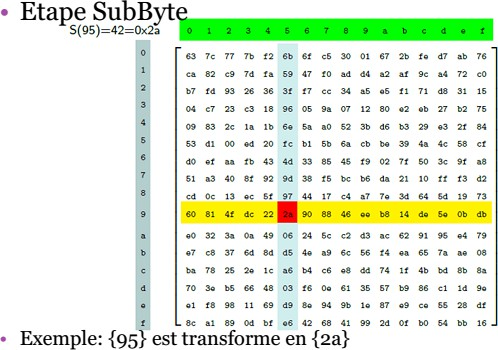 • Etape SubByte
S(95)=42=0x2a
0 1 2 3 4 5 6 7 8 9 a b c d e f
0 63 7c 77 7b f2 6b 6f c5 30 01 67 2b fe d7 ab 76
1 ca 82 c9 7d fa 59 47 f0 ad d4 a2 af 9c a4 72 c0
2 b7 fd 93 26 36 3f f7 cc 34 a5 e5 f1 71 d8 31 15
3 04 c7 23 c3 18 96 05 9a 07 12 80 e2 eb 27 b2 75
4 09 83 2c 1a 1b 6e 5a a0 52 3b d6 b3 29 e3 2f 84
5 53 d1 00 ed 20 fc b1 5b 6a cb be 39 4a 4c 58 cf
6 d0 ef aa fb 43 4d 33 85 45 f9 02 7f 50 3c 9f a8
7 51 a3 40 8f 92 9d 38 f5 bc b6 da 21 10 ff f3 d2
8 cd 0c 13 ec 5f 97 44 17 c4 a7 7e 3d 64 5d 19 73
9 60 81 4f dc 22 2a 90 88 46 ee b8 14 de 5e 0b db
a e0 32 3a 0a 49 06 24 5c c2 d3 ac 62 91 95 e4 79
b e7 c8 37 6d 8d d5 4e a9 6c 56 f4 ea 65 7a ae 08
c ba 78 25 2e 1c a6 b4 c6 e8 dd 74 1f 4b bd 8b 8a
d 70 3e b5 66 48 03 f6 0e 61 35 57 b9 86 c1 1d 9e
e e1 f8 98 11 69 d9 8e 94 9b 1e 87 e9 ce 55 28 df
f 8c a1 89 0d bf e6 42 68 41 99 2d 0f b0 54 bb 16
• Exemple: {95} est transforme en {2a}